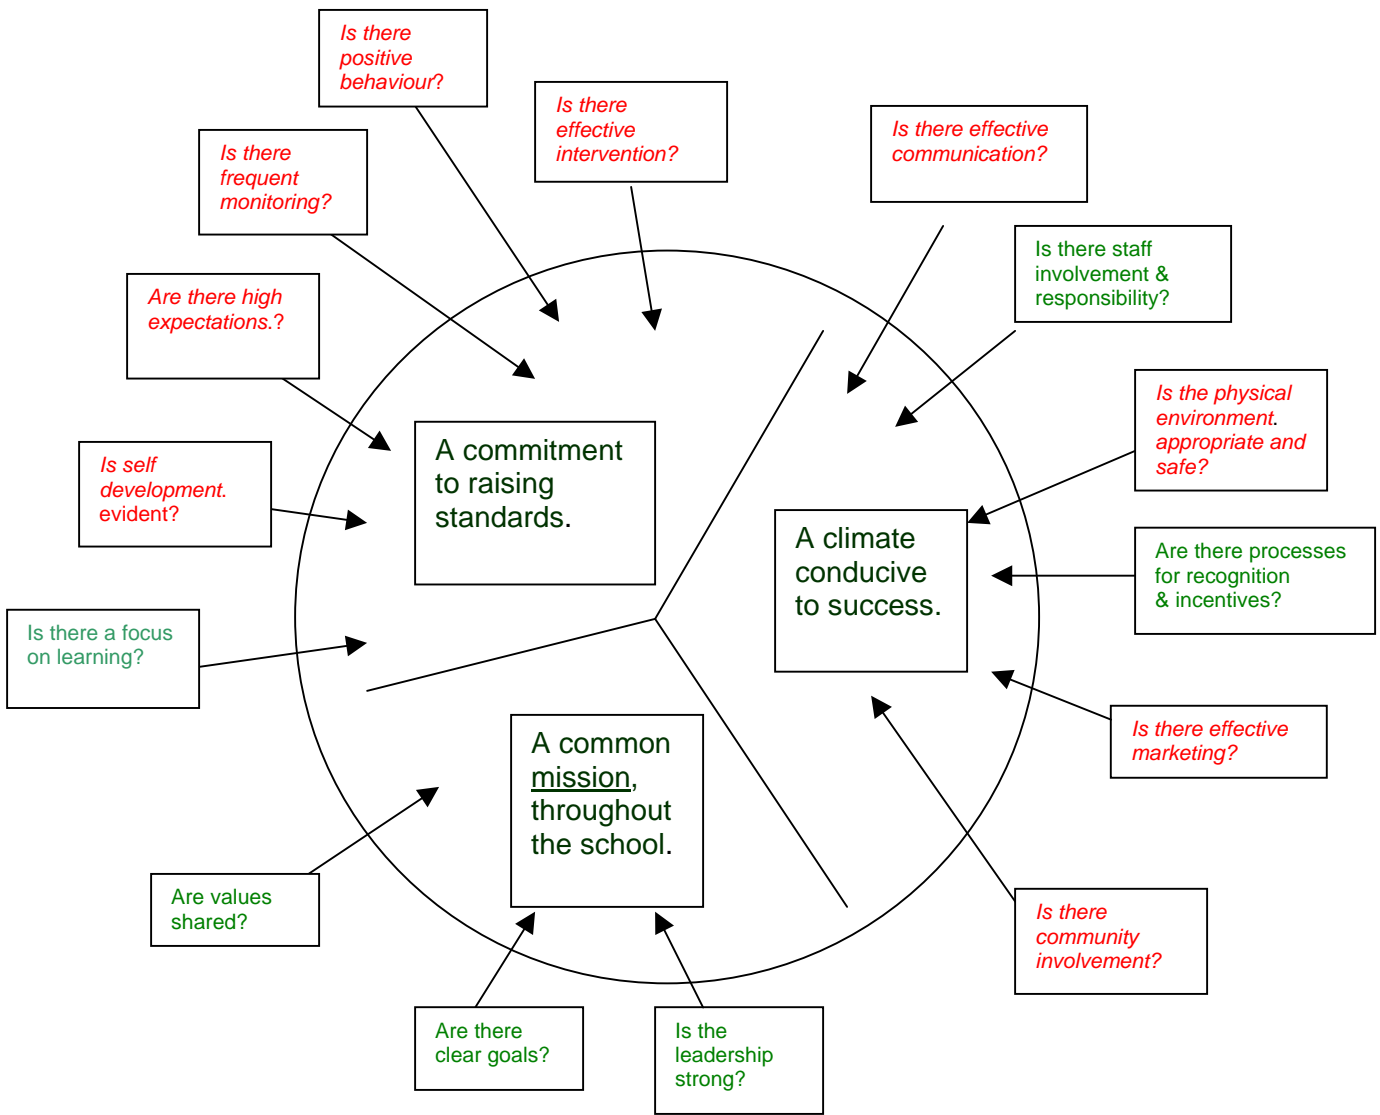 Is there
positive
behaviour?
Is there
effective
intervention?
Is there effective
communication?
Is there
frequent
monitoring?
Is there staff
involvement &
responsibility?
Are there high
expectations.?
Is the physical
environment.
appropriate and
safe?
Is self
development.
evident?
A commitment
to raising
standards.
A climate
conducive
to success.
Are there processes
for recognition
& incentives?
Is there a focus
on learning?
Is there effective
marketing?
A common
mission,
throughout
the school.
Are values
shared?
Is there
community
involvement?
Are there
clear goals?
Is the
leadership
strong?